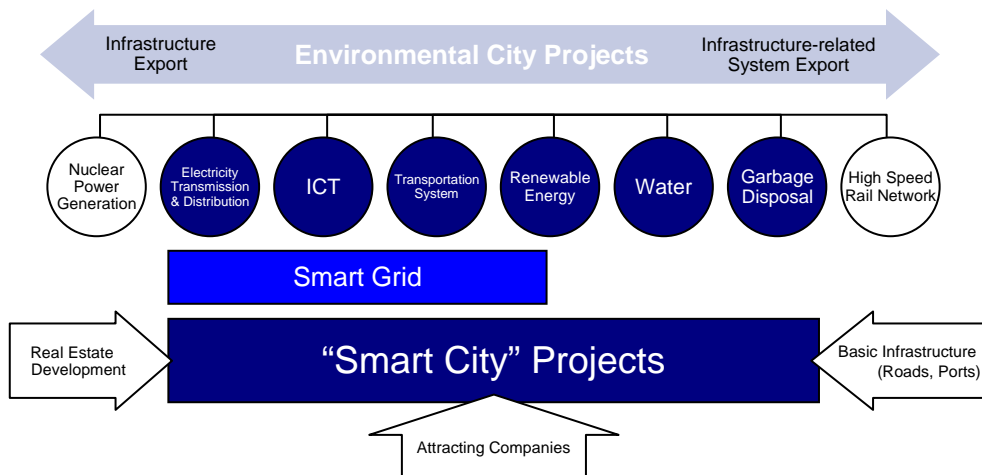 Infrastructure
Export
Environmental City Projects
Infrastructure-related
System Export
Nuclear
Power
Generation
Electricity
Transmission
& Distribution
ICT
Transportation
System
Renewable
Energy
Water
Garbage
Disposal
High Speed
Rail Network
Smart Grid
Real Estate
Development
“Smart City” Projects
Basic Infrastructure
(Roads, Ports)
Attracting Companies